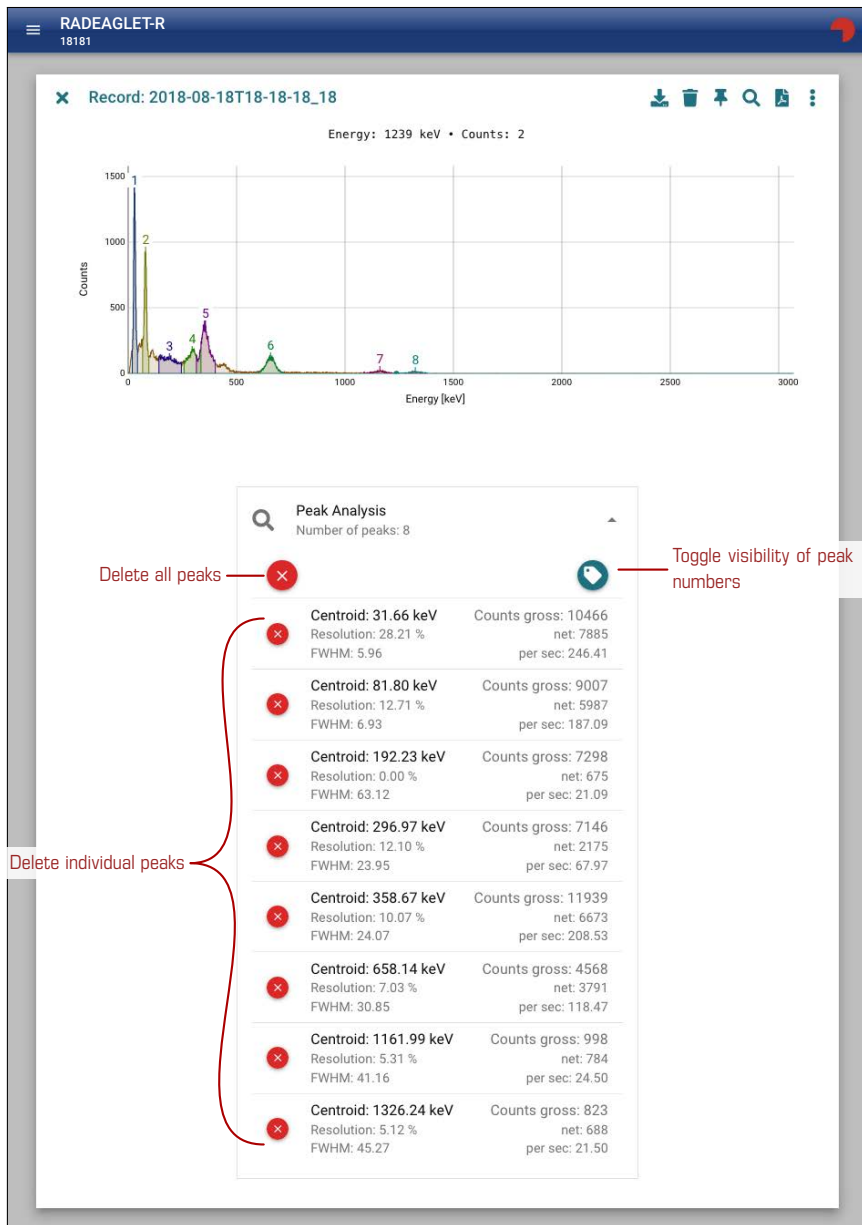 RADEAGLET-R
18181
Record: 2018-08-18T18-18-18_18
Energy: 1239 keV • Counts: 2
1500
1000
500
0
Counts
1
2
3
4
5
6
7
8
0
500
1000
1500
2000
2500
3000
Energy [keV]
Peak Analysis
Number of peaks: 8
Delete all peaks
Toggle visibility of peak
numbers
Centroid: 31.66 keV Counts gross: 10466
Resolution: 28.21 % net: 7885
FWHM: 5.96 per sec: 246.41
Centroid: 81.80 keV Counts gross: 9007
Resolution: 12.71 % net: 5987
FWHM: 6.93 per sec: 187.09
Centroid: 192.23 keV Counts gross: 7298
Resolution: 0.00 % net: 675
FWHM: 63.12 per sec: 21.09
Centroid: 296.97 keV Counts gross: 7146
Resolution: 12.10 % net: 2175
FWHM: 23.95 per sec: 67.97
Delete individual peaks
Centroid: 358.67 keV Counts gross: 11939
Resolution: 10.07 % net: 6673
FWHM: 24.07 per sec: 208.53
Centroid: 658.14 keV Counts gross: 4568
Resolution: 7.03 % net: 3791
FWHM: 30.85 per sec: 118.47
Centroid: 1161.99 keV Counts gross: 998
Resolution: 5.31 % net: 784
FWHM: 41.16 per sec: 24.50
Centroid: 1326.24 keV Counts gross: 823
Resolution: 5.12 % net: 688
FWHM: 45.27 per sec: 21.50